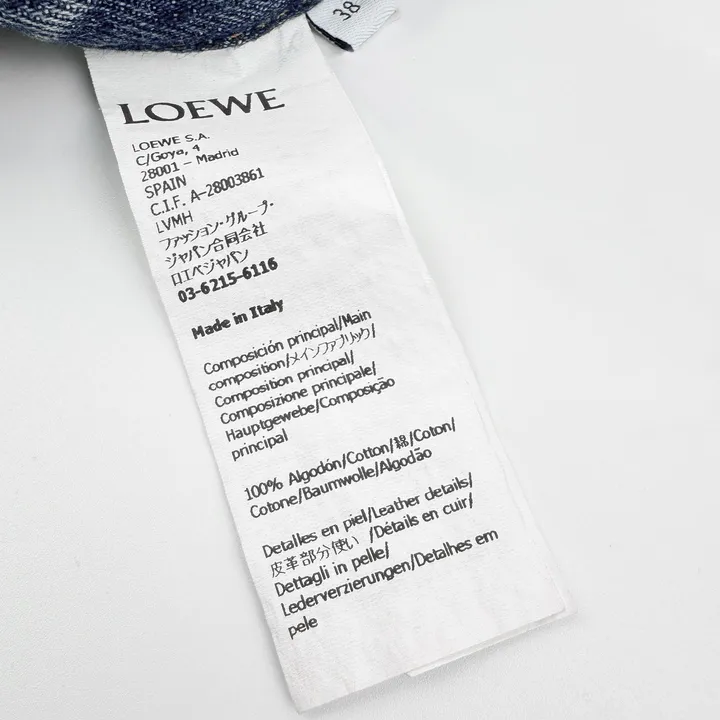 38
LOEWE
LOEWE S.A.
C/Goya, 4
28001 – Madrid
SPAIN
C.I.F. A-28003861
LVMH
ファッション・グループ・
ジャパン合同会社
ロエベジャパン
03-6215-6116
Made in Italy
Composición principal/Main
composition/メインファブリック/
Composition principal/
Composizione principale/
Hauptgewebe/Composição
principal
100% Algodón/Cotton/綿/Coton/
Cotone/Baumwolle/Algodão
Detalles en piel/Leather details/
皮革部分使い /Détails en cuir/
Dettagli in pelle/
Lederverzierungen/Detalhes em
pele